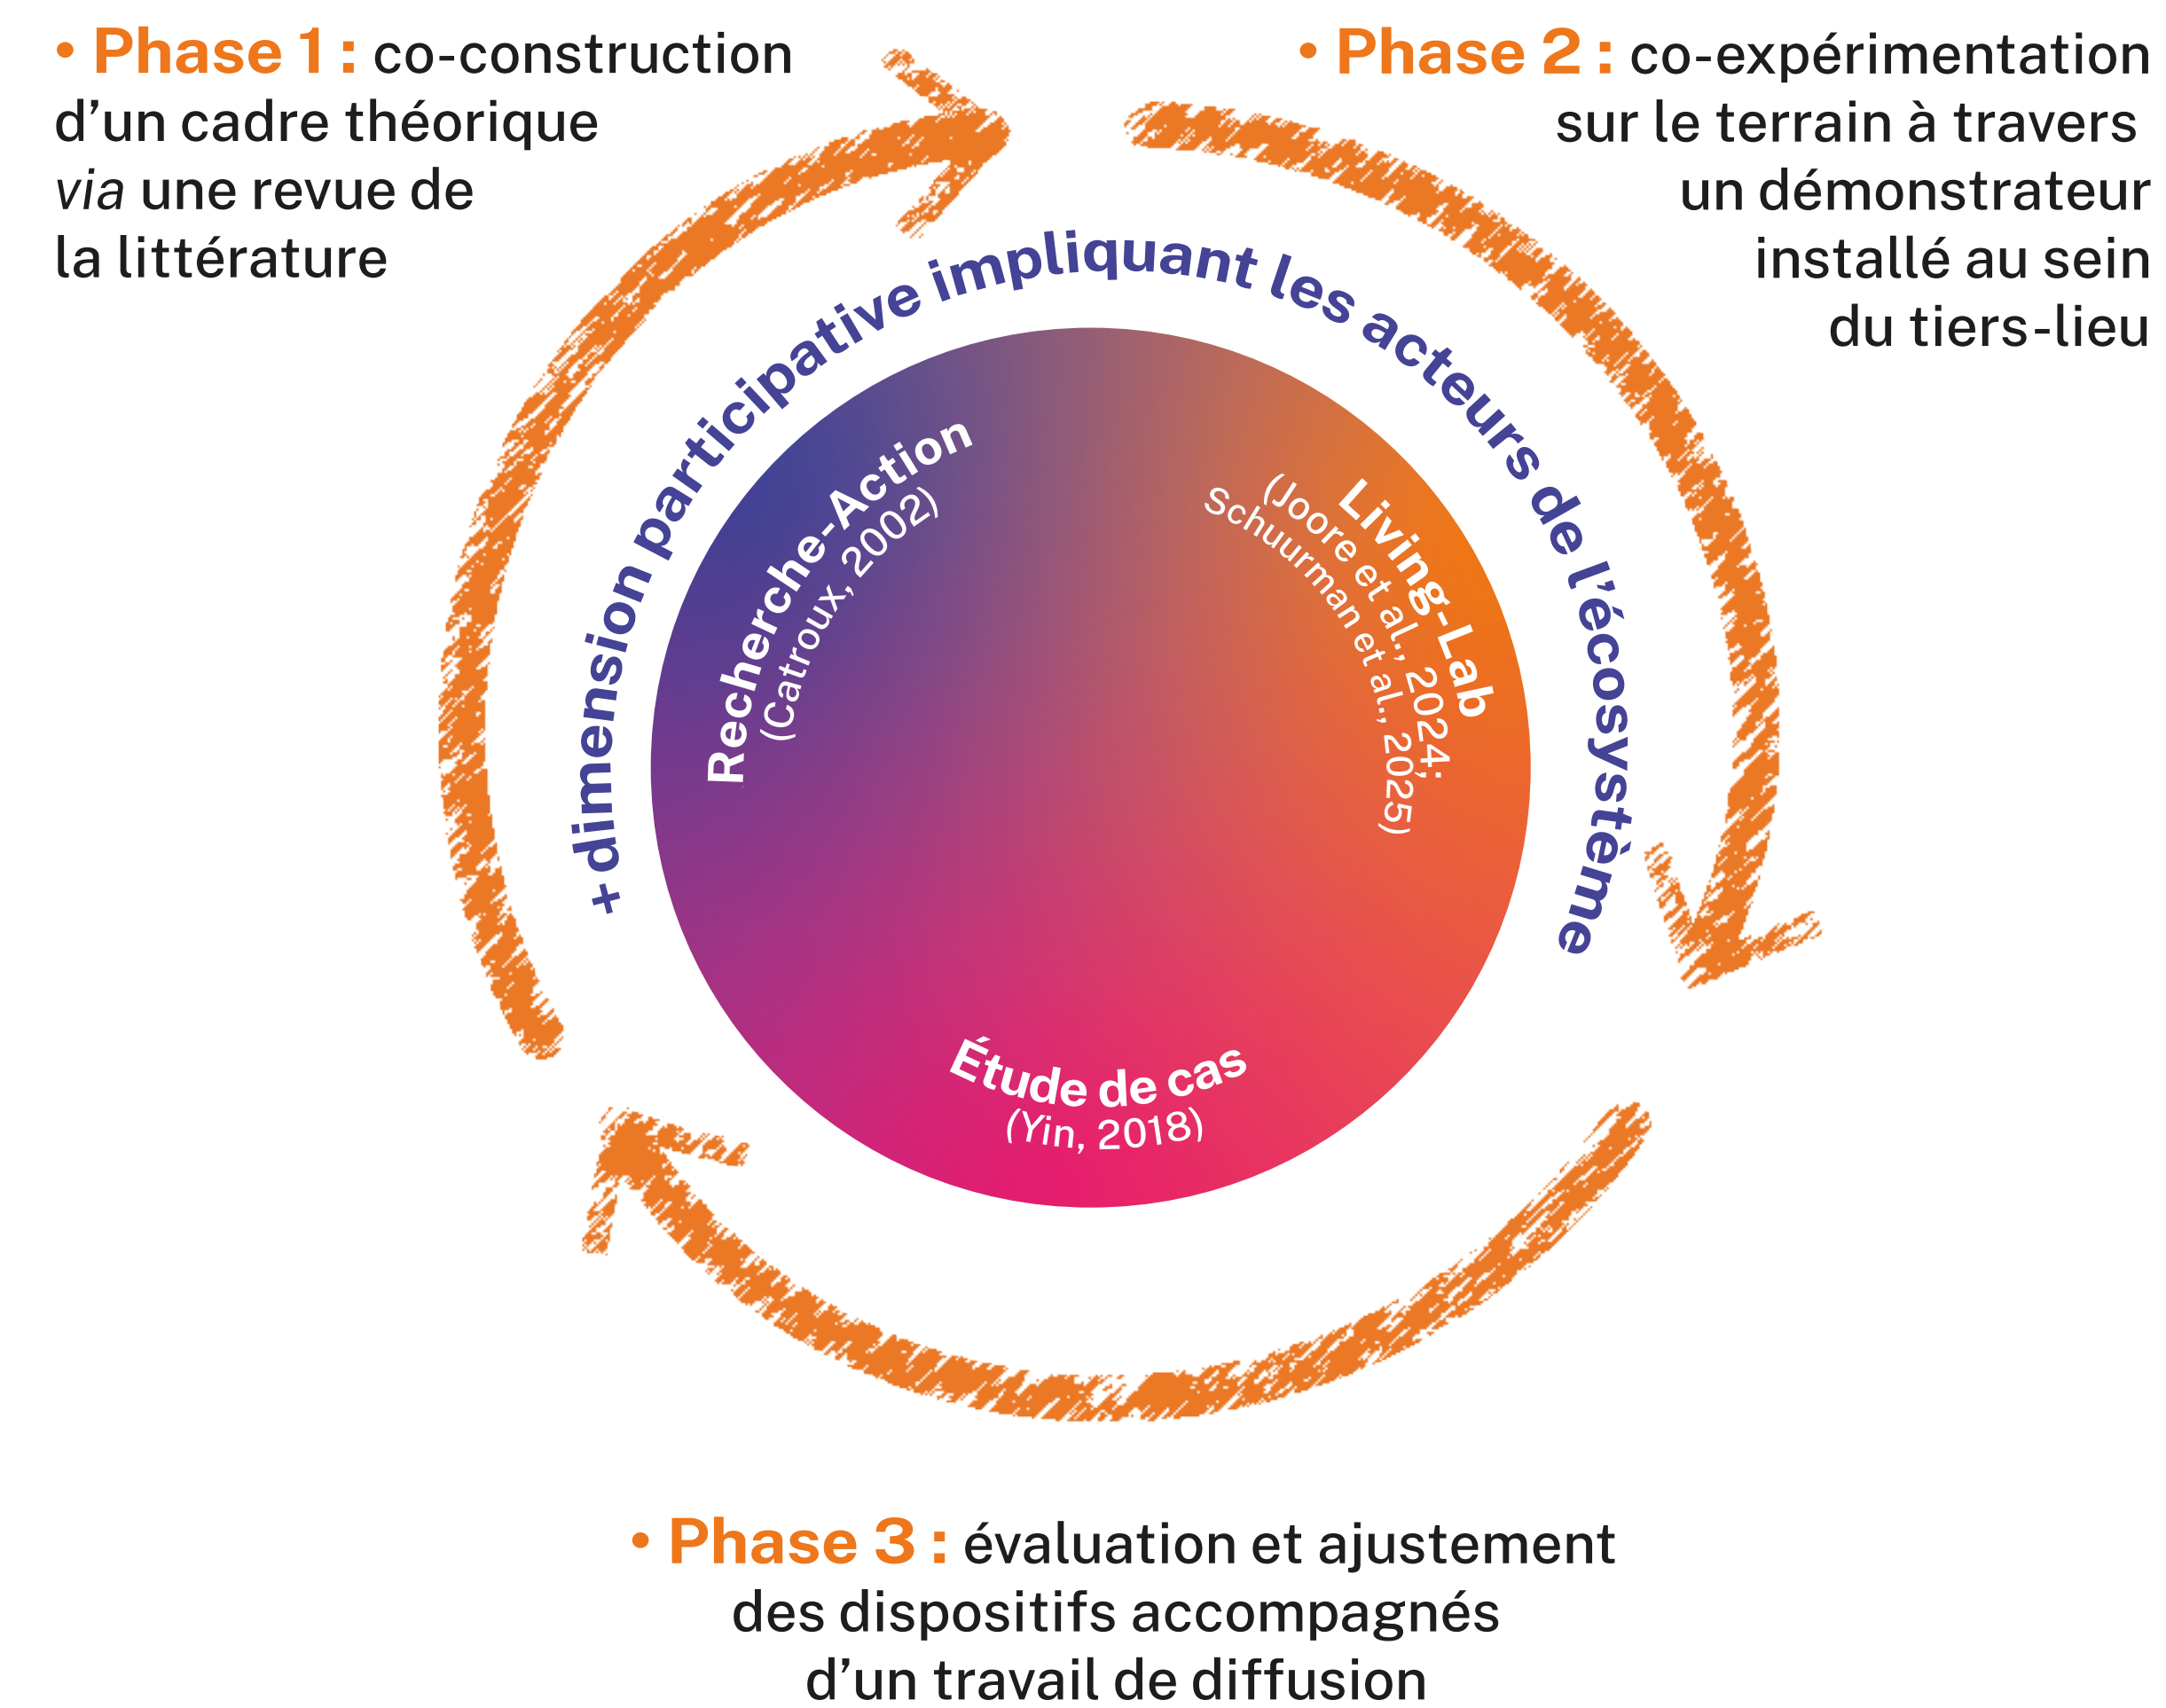 • Phase 1 : co-construction
d’un cadre théorique
via une revue de
la littérature
• Phase 2 : co-expérimentation
sur le terrain à travers
un démonstrateur
installé au sein
du tiers-lieu
+ dimension participative impliquant les acteurs de l’écosystème
Recherche-Action
(Catroux, 2002)
Living-Lab
(Joore et al., 2024;
Schuurman et al., 2025)
Étude de cas
(Yin, 2018)
• Phase 3 : évaluation et ajustement
des dispositifs accompagnés
d’un travail de diffusion